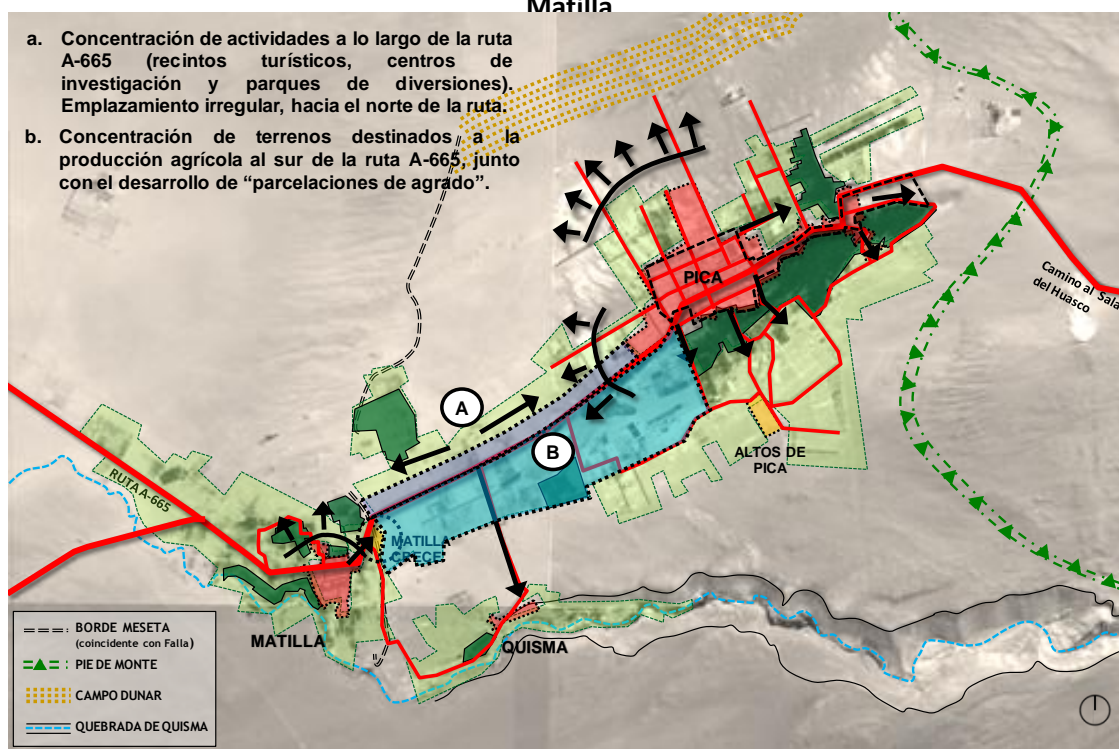 Matilla
a. Concentración de actividades a lo largo de la ruta
A-665 (recintos turísticos, centros de
investigación y parques de diversiones).
Emplazamiento irregular, hacia el norte de la ruta.
b. Concentración de terrenos destinados a la
producción agrícola al sur de la ruta A-665, junto
con el desarrollo de “parcelaciones de agrado”.
PICA
Camino al Sala
del Huasco
A
B
ALTOS DE
PICA
RUTA A-665
MATILLA
CRECE
MATILLA
QUISMA
BORDE MESETA
(coincidente con Falla)
PIE DE MONTE
CAMPO DUNAR
QUEBRADA DE QUISMA